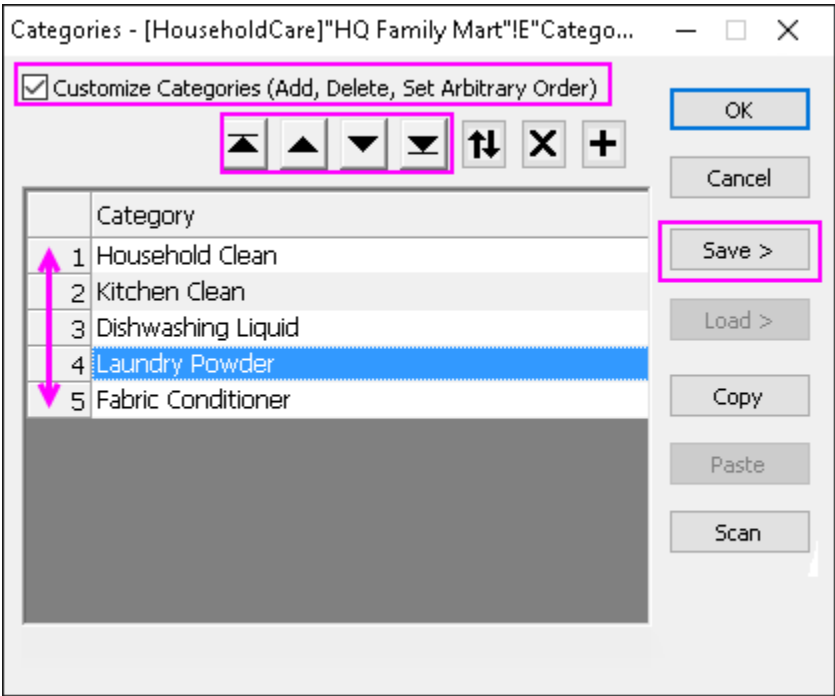 Categories - [HouseholdCare]"HQ Family Mart"!E"Catego...
Customize Categories (Add, Delete, Set Arbitrary Order)
OK
Cancel
Category
1 Household Clean
Save >
2 Kitchen Clean
3 Dishwashing Liquid
Load >
4 Laundry Powder
5 Fabric Conditioner
Copy
Paste
Scan